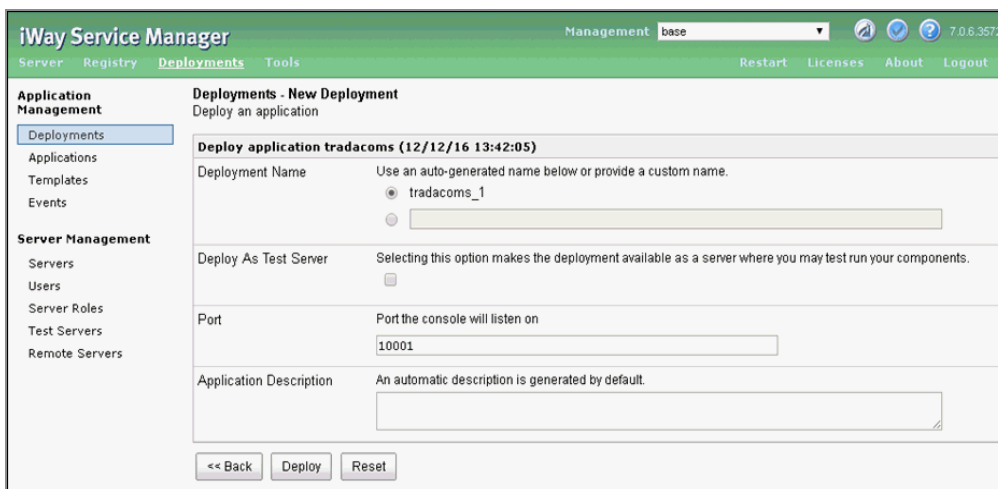 iWay Service Manager
Management base 7.0.6.3572
Server Registry Deployments Tools Restart Licenses About Logout
Application Management
Deployments
Applications
Templates
Events
Server Management
Servers
Users
Server Roles
Test Servers
Remote Servers
Deployments - New Deployment
Deploy an application
Deploy application tradacoms (12/12/16 13:42:05)
Deployment Name
Use an auto-generated name below or provide a custom name.
tradacoms_1
Deploy As Test Server
Selecting this option makes the deployment available as a server where you may test run your components.
Port
Port the console will listen on
10001
Application Description
An automatic description is generated by default.
<< Back Deploy Reset